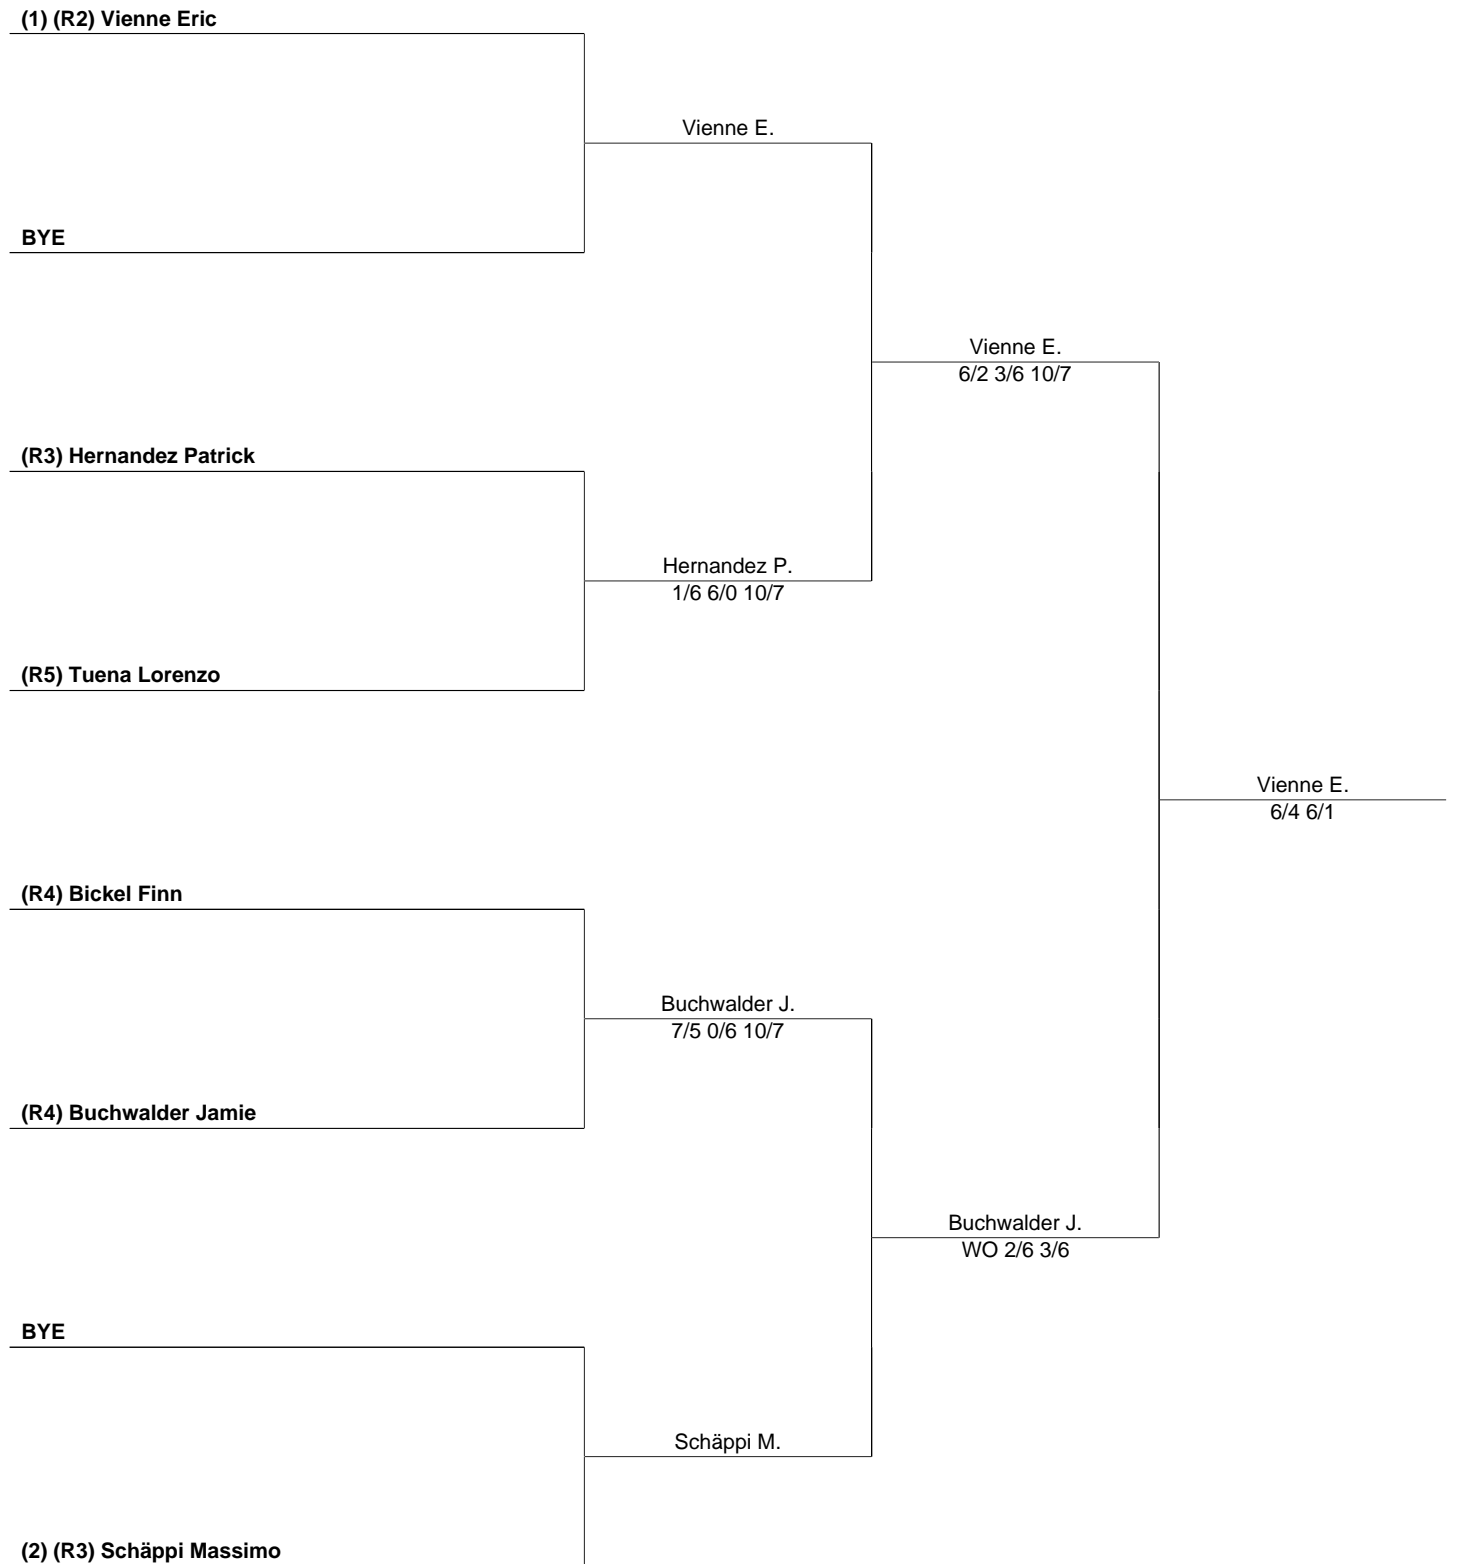 (1) (R2) Vienne Eric
Vienne E.
BYE
Vienne E.
6/2 3/6 10/7
(R3) Hernandez Patrick
Hernandez P.
1/6 6/0 10/7
(R5) Tuena Lorenzo
Vienne E.
6/4 6/1
(R4) Bickel Finn
Buchwalder J.
7/5 0/6 10/7
(R4) Buchwalder Jamie
Buchwalder J.
WO 2/6 3/6
BYE
Schäppi M.
(2) (R3) Schäppi Massimo